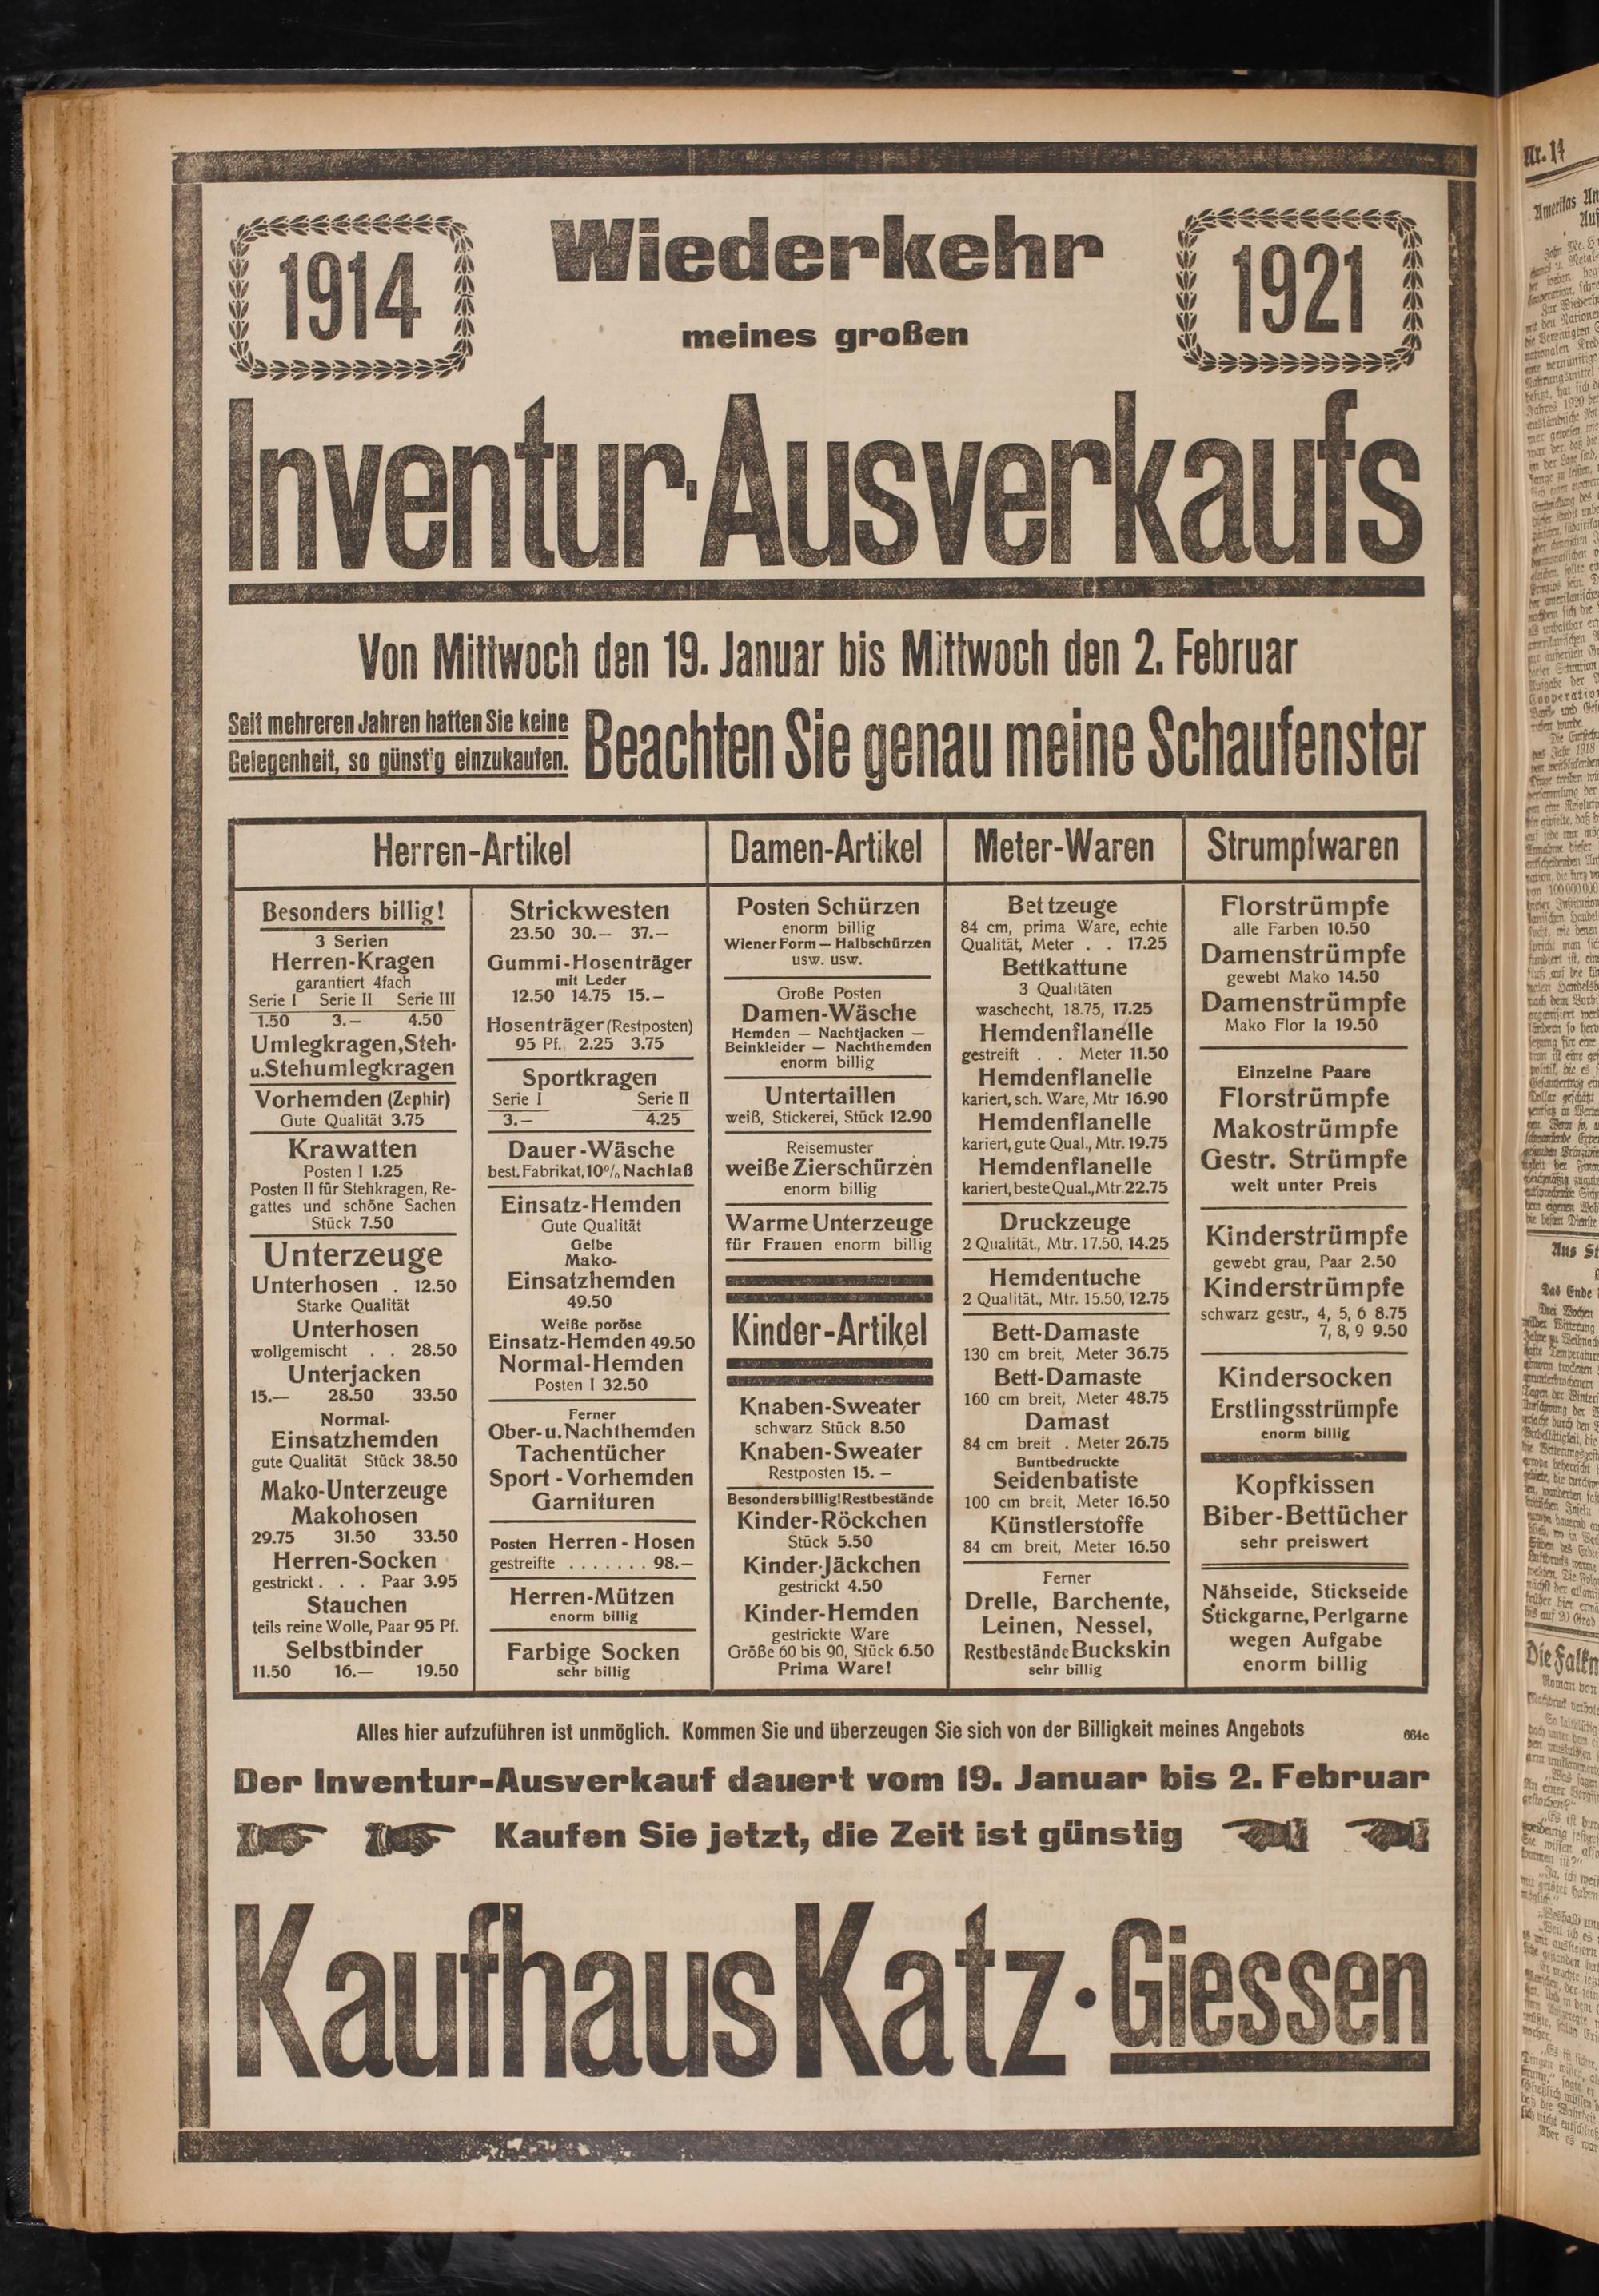 1914
Wiederkehr
1921
meines großen
Inventur-Ausverkaufs
Von Mittwoch den 19. Januar bis Mittwoch den 2. Februar
Seit mehreren Jahren hatten Sie keine
Gelegenheit, so günstig einzukaufen.
Beachten Sie genau meine Schaufenster
Herren-Artikel
Besonders billig!
3 Serien
Herren-Kragen
garantiert 4fach
Serie I Serie II Serie III
1.50 3.— 4.50
Umlegkragen, Steh-
u. Stehumlegkragen
Vorhemden (Zephir)
Gute Qualität 3.75
Krawatten
Posten I 1.25
Posten II für Stehkragen, Re-
gattes und schöne Sachen
Stück 7.50
Unterzeuge
Unterhosen . 12.50
Starke Qualität
Unterhosen
wollgemischt . . 28.50
Unterjacken
15.— 28.50 33.50
Normal-
Einsatzhemden
gute Qualität Stück 38.50
Mako-Unterzeuge
Makohosen
29.75 31.50 33.50
Herren-Socken
gestrickt . . . Paar 3.95
Stauchen
teils reine Wolle, Paar 95 Pf.
Selbstbinder
11.50 16.— 19.50
Strickwesten
23.50 30.— 37.—
Gummi-Hosenträger
mit Leder
12.50 14.75 15.—
Hosenträger (Restposten)
95 Pf. 2.25 3.75
Sportkragen
Serie I Serie II
3.— 4.25
Dauer-Wäsche
best. Fabrikat, 10% Nachlaß
Einsatz-Hemden
Gute Qualität
Gelbe
Mako-
Einsatzhemden
49.50
Weiße poröse
Einsatz-Hemden 49.50
Normal-Hemden
Posten I 32.50
Ferner
Ober- u. Nachthemden
Tachentücher
Sport-Vorhemden
Garnituren
Posten Herren-Hosen
gestreifte . . . . . . . 98.—
Herren-Mützen
enorm billig
Farbige Socken
sehr billig
Damen-Artikel
Posten Schürzen
enorm billig
Wiener Form — Halbschürzen
usw. usw.
Große Posten
Damen-Wäsche
Hemden — Nachtjacken —
Beinkleider — Nachthemden
enorm billig
Untertaillen
weiß, Stickerei, Stück 12.90
Reisemuster
weiße Zierschürzen
enorm billig
Warme Unterzeuge
für Frauen enorm billig
Kinder-Artikel
Knaben-Sweater
schwarz Stück 8.50
Knaben-Sweater
Restposten 15. —
Besonders billig! Restbestände
Kinder-Röckchen
Stück 5.50
Kinder-Jäckchen
gestrickt 4.50
Kinder-Hemden
gestrickte Ware
Größe 60 bis 90, Stück 6.50
Prima Ware!
Meter-Waren
Bettzeuge
84 cm, prima Ware, echte
Qualität, Meter . . 17.25
Bettkattune
3 Qualitäten
waschecht, 18.75, 17.25
Hemdenflanelle
gestreift . . Meter 11.50
Hemdenflanelle
kariert, sch. Ware, Mtr 16.90
Hemdenflanelle
kariert, gute Qual., Mtr. 19.75
Hemdenflanelle
kariert, beste Qual., Mtr. 22.75
Druckzeuge
2 Qualität., Mtr. 17.50, 14.25
Hemdentuche
2 Qualität., Mtr. 15.50, 12.75
Bett-Damaste
130 cm breit, Meter 36.75
Bett-Damaste
160 cm breit, Meter 48.75
Damast
84 cm breit . Meter 26.75
Buntbedruckte
Seidenbatiste
100 cm breit, Meter 16.50
Künstlerstoffe
84 cm breit, Meter 16.50
Ferner
Drelle, Barchente,
Leinen, Nessel,
Restbestände Buckskin
sehr billig
Strumpfwaren
Florstrümpfe
alle Farben 10.50
Damenstrümpfe
gewebt Mako 14.50
Damenstrümpfe
Mako Flor Ia 19.50
Einzelne Paare
Florstrümpfe
Makostrümpfe
Gestr. Strümpfe
weit unter Preis
Kinderstrümpfe
gewebt grau, Paar 2.50
Kinderstrümpfe
schwarz gestr., 4, 5, 6 8.75
7, 8, 9 9.50
Kindersocken
Erstlingsstrümpfe
enorm billig
Kopfkissen
Biber-Bettücher
sehr preiswert
Nähseide, Stickseide
Stickgarne, Perlgarne
wegen Aufgabe
enorm billig
Alles hier aufzuführen ist unmöglich. Kommen Sie und überzeugen Sie sich von der Billigkeit meines Angebots
664c
Der Inventur-Ausverkauf dauert vom 19. Januar bis 2. Februar
Kaufen Sie jetzt, die Zeit ist günstig
Kaufhaus Katz · Giessen
Nr. 14